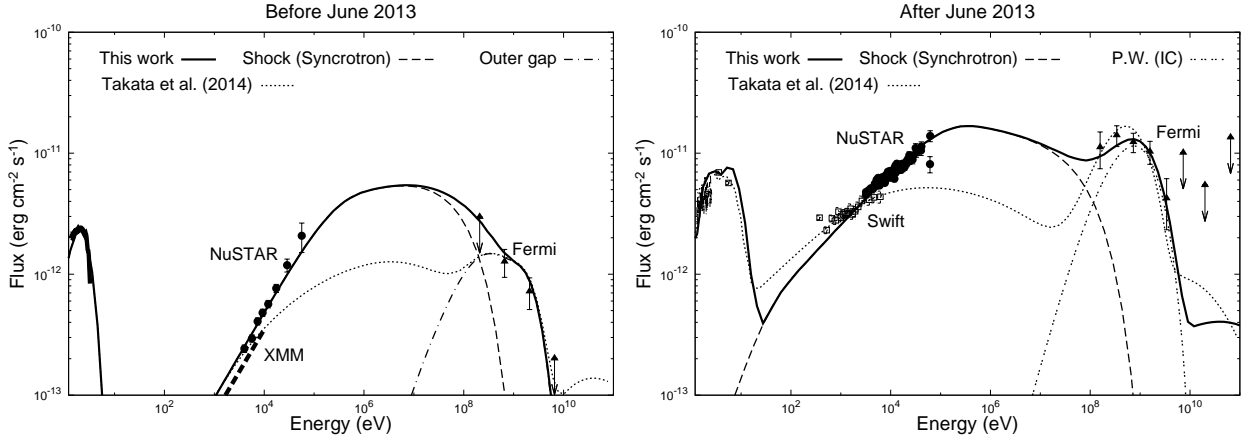 Before June 2013
This work
Shock (Syncrotron)
Outer gap
Takata et al. (2014)
NuSTAR
XMM
Fermi
Flux (erg cm-2 s-1)
10-10
10-11
10-12
10-13
102
104
106
108
1010
Energy (eV)
After June 2013
This work
Shock (Synchrotron)
P.W. (IC)
Takata et al. (2014)
NuSTAR
Swift
Fermi
Flux (erg cm-2 s-1)
10-10
10-11
10-12
10-13
102
104
106
108
1010
Energy (eV)